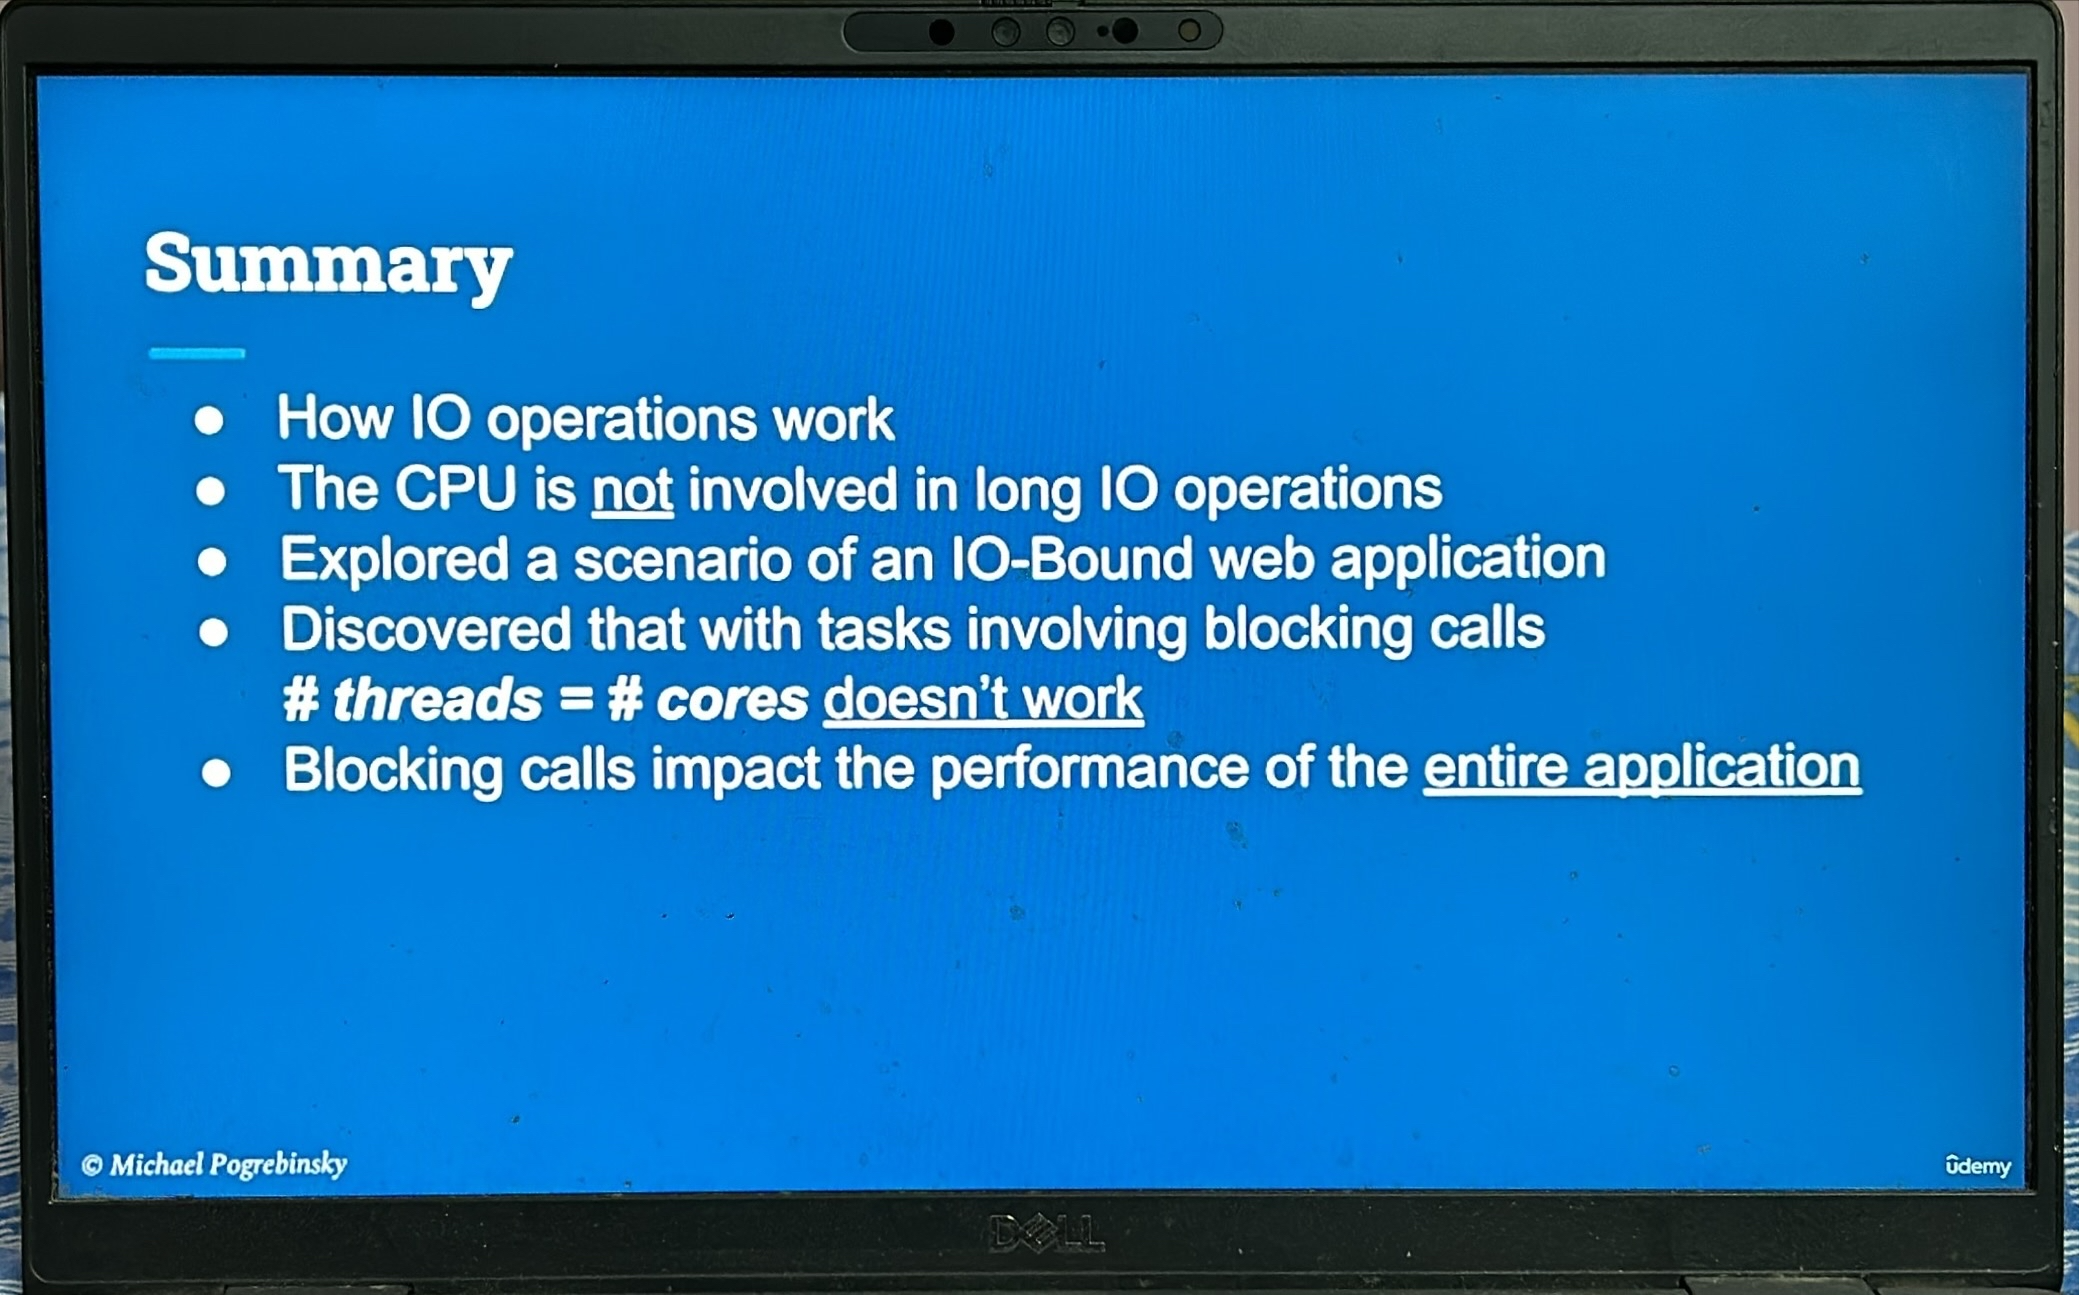 Summary
● How IO operations work
● The CPU is not involved in long IO operations
● Explored a scenario of an IO-Bound web application
● Discovered that with tasks involving blocking calls
# threads = # cores doesn't work
● Blocking calls impact the performance of the entire application
© Michael Pogrebinsky
ûdemy
DELL